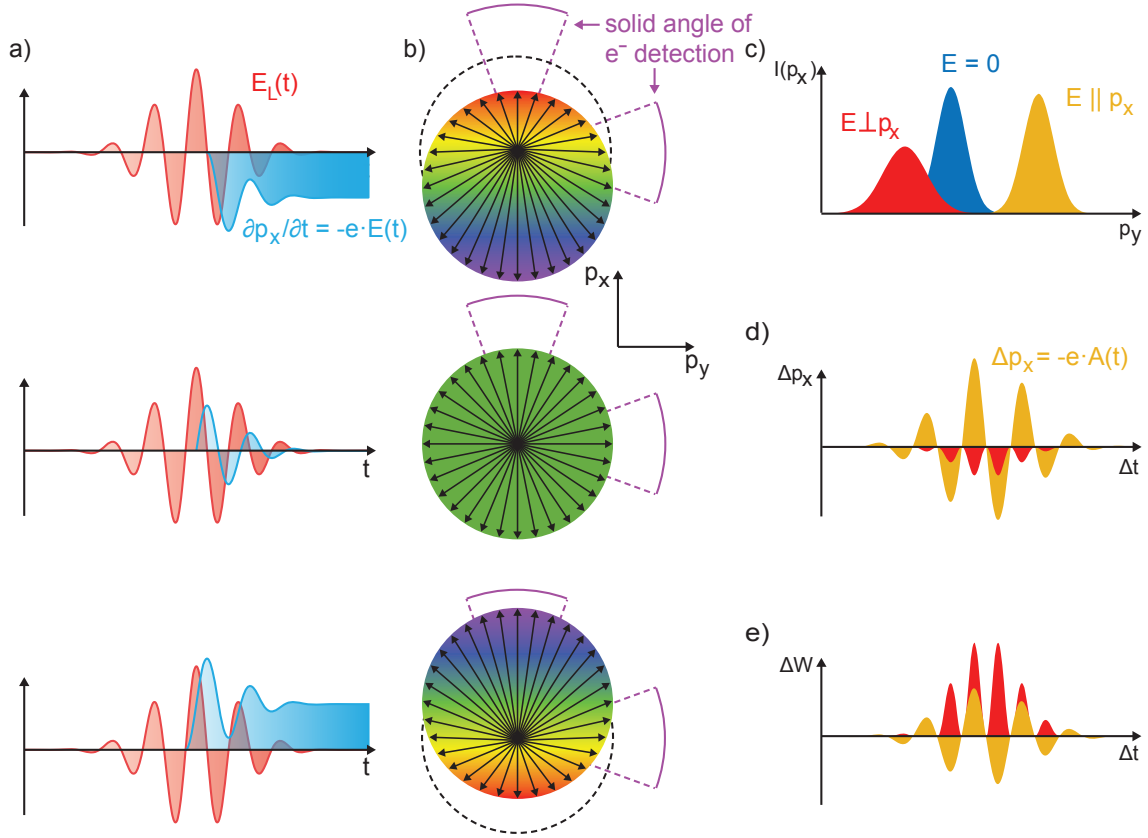 a)
E_L(t)
∂p_x/∂t = -e·E(t)
t
t
b)
solid angle of
e⁻ detection
p_x
p_y
c)
I(p_x)
E = 0
E || p_x
E⊥p_x
p_y
d)
Δp_x = -e·A(t)
Δp_x
Δt
e)
ΔW
Δt